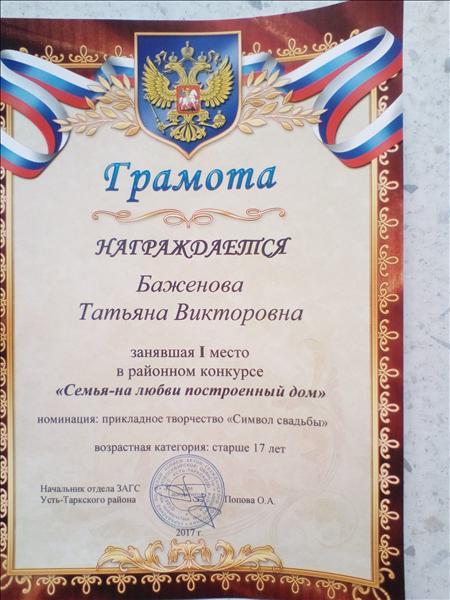 Грамота
НАГРАЖДАЕТСЯ
Баженова
Татьяна Викторовна
занявшая I место
в районном конкурсе
«Семья-на любви построенный дом»
номинация: прикладное творчество «Символ свадьбы»
возрастная категория: старше 17 лет
Начальник отдела ЗАГС
Усть-Таркского района
Попова О.А.
2017 г.